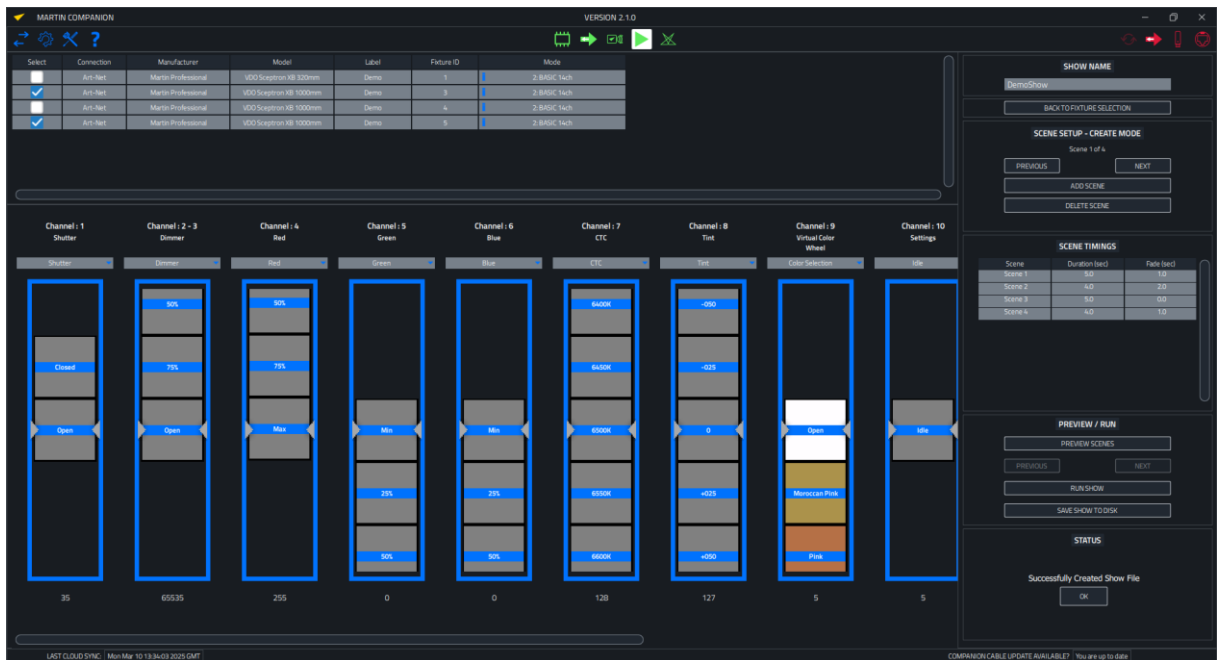 MARTIN COMPANION
VERSION 2.1.0
Select Connection Manufacturer Model Label Fixture ID Mode
Art-Net Martin Professional VDO Sceptron XB 320mm Demo 1 2: BASIC 14ch
Art-Net Martin Professional VDO Sceptron XB 1000mm Demo 3 2: BASIC 14ch
Art-Net Martin Professional VDO Sceptron XB 1000mm Demo 4 2: BASIC 14ch
Art-Net Martin Professional VDO Sceptron XB 1000mm Demo 5 2: BASIC 14ch
Channel : 1 Channel : 2 - 3 Channel : 4 Channel : 5 Channel : 6 Channel : 7 Channel : 8 Channel : 9 Channel : 10
Shutter Dimmer Red Green Blue CTC Tint Virtual Color Settings
Wheel
Shutter Dimmer Red Green Blue CTC Tint Color Selection Idle
50% 50% 6400K -050
Closed 75% 75% 6450K -025
Open Open Max Min Min 6500K 0 Open Idle
25% 25% 6550K +025 Moroccan Pink
50% 50% 6600K +050 Pink
35 65535 255 0 0 128 127 5 5
SHOW NAME
DemoShow
BACK TO FIXTURE SELECTION
SCENE SETUP - CREATE MODE
Scene 1 of 4
PREVIOUS NEXT
ADD SCENE
DELETE SCENE
SCENE TIMINGS
Scene Duration (sec) Fade (sec)
Scene 1 5.0 1.0
Scene 2 4.0 2.0
Scene 3 5.0 0.0
Scene 4 4.0 1.0
PREVIEW / RUN
PREVIEW SCENES
PREVIOUS NEXT
RUN SHOW
SAVE SHOW TO DISK
STATUS
Successfully Created Show File
OK
LAST CLOUD SYNC: Mon Mar 10 13:34:03 2025 GMT
COMPANION CABLE UPDATE AVAILABLE? You are up to date